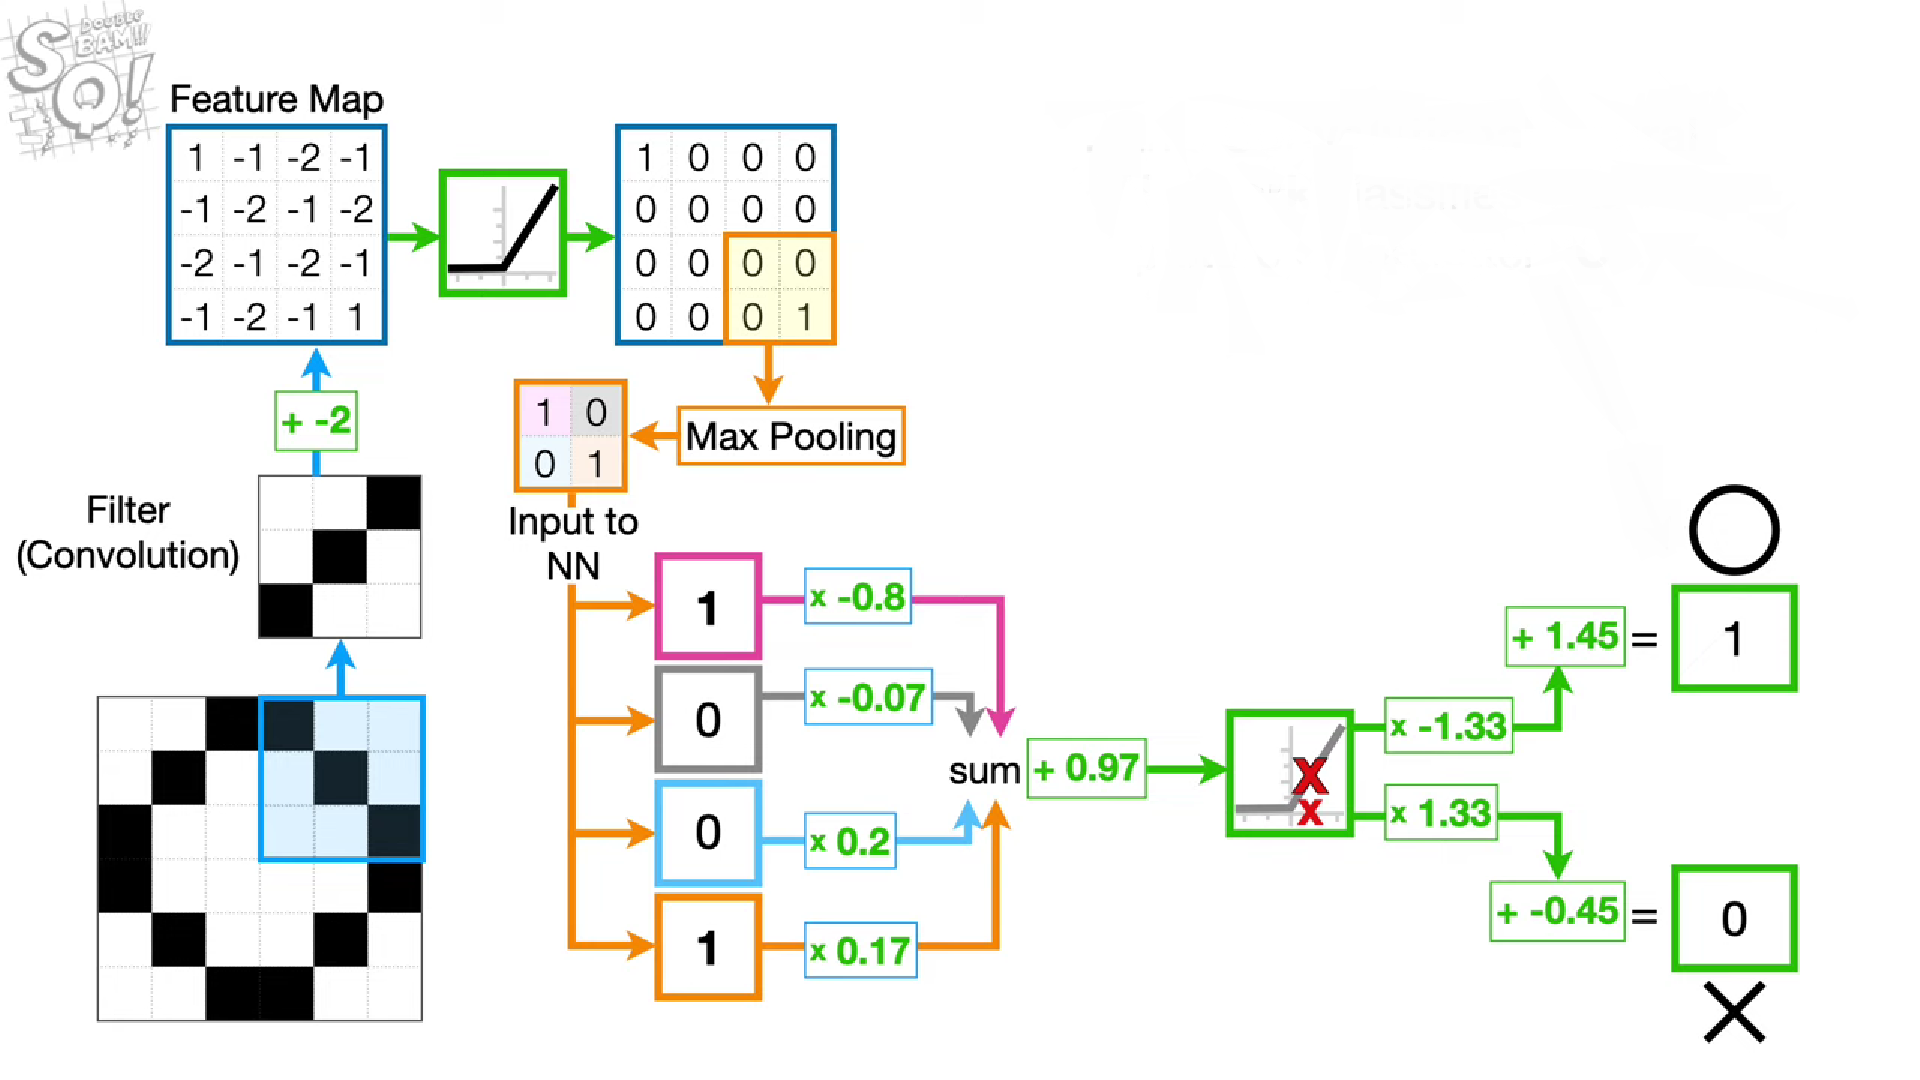 DOUBLE
BAM!!!
SQ!
Feature Map
1 -1 -2 -1
-1 -2 -1 -2
-2 -1 -2 -1
-1 -2 -1 1
1 0 0 0
0 0 0 0
0 0 0 0
0 0 0 1
+ -2
1 0
0 1
Max Pooling
Filter
(Convolution)
Input to
NN
1
x -0.8
0
x -0.07
0
x 0.2
1
x 0.17
sum
+ 0.97
x -1.33
+ 1.45
=
1
x 1.33
+ -0.45
=
0